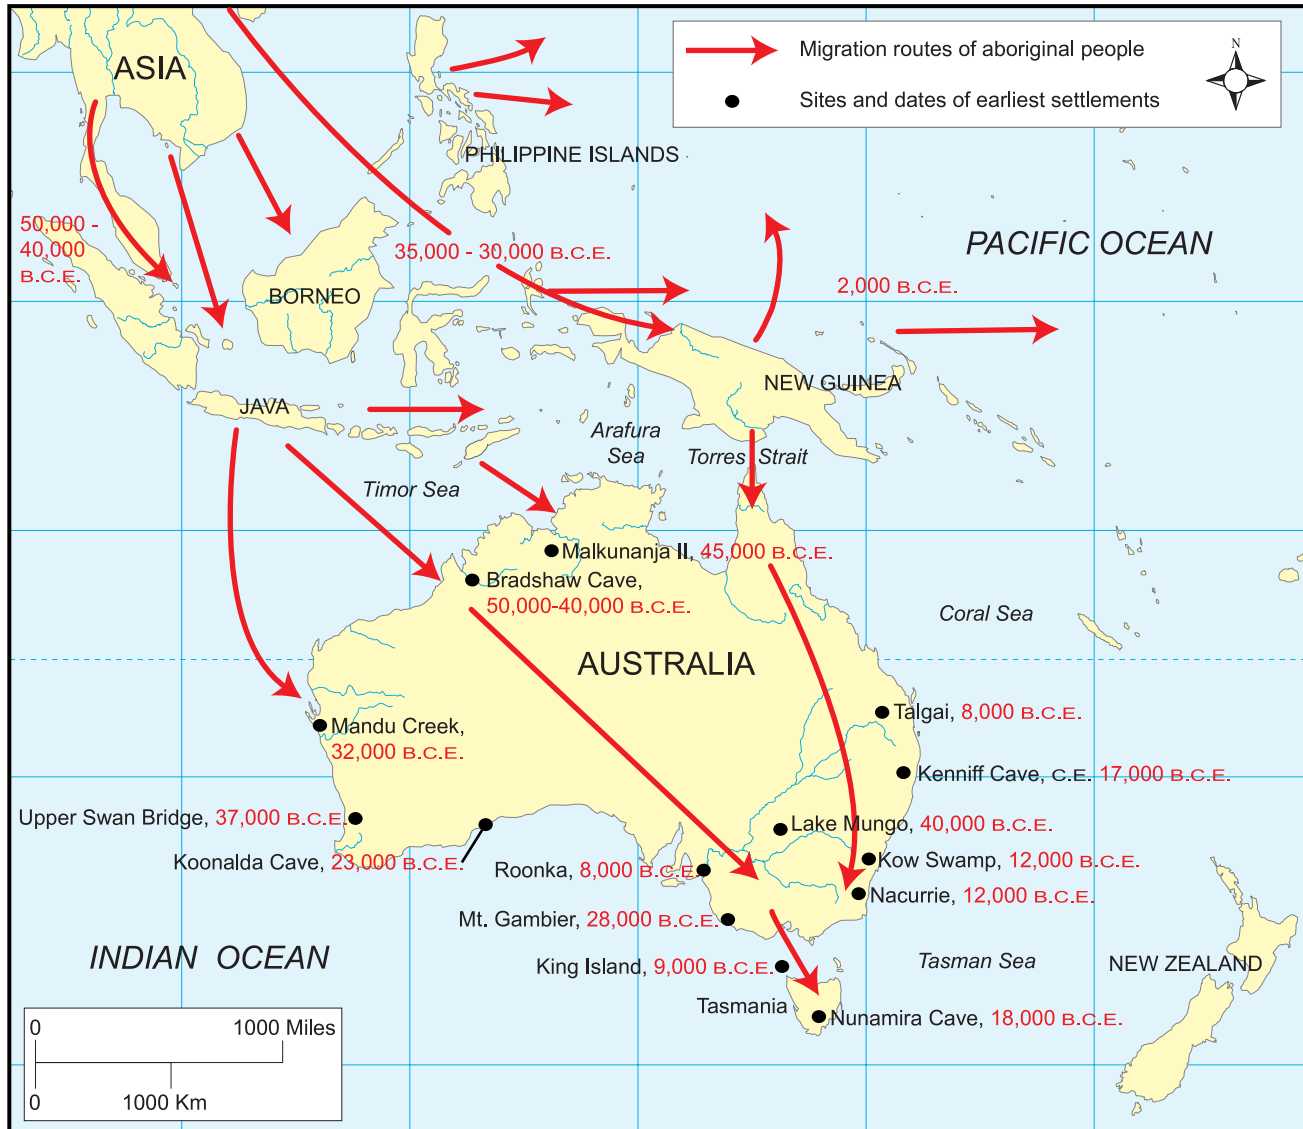 ASIA
Migration routes of aboriginal people
N
Sites and dates of earliest settlements
PHILIPPINE ISLANDS
50,000 -
40,000
B.C.E.
35,000 - 30,000 B.C.E.
PACIFIC OCEAN
2,000 B.C.E.
BORNEO
NEW GUINEA
JAVA
Arafura
Sea
Torres Strait
Timor Sea
Malkunanja II, 45,000 B.C.E.
Bradshaw Cave,
50,000-40,000 B.C.E.
Coral Sea
AUSTRALIA
Talgai, 8,000 B.C.E.
Mandu Creek,
32,000 B.C.E.
Kenniff Cave, C.E. 17,000 B.C.E.
Upper Swan Bridge, 37,000 B.C.E.
Lake Mungo, 40,000 B.C.E.
Koonalda Cave, 23,000 B.C.E.
Roonka, 8,000 B.C.E.
Kow Swamp, 12,000 B.C.E.
Nacurrie, 12,000 B.C.E.
Mt. Gambier, 28,000 B.C.E.
INDIAN OCEAN
King Island, 9,000 B.C.E.
Tasman Sea
NEW ZEALAND
Tasmania
Nunamira Cave, 18,000 B.C.E.
0 1000 Miles
0 1000 Km